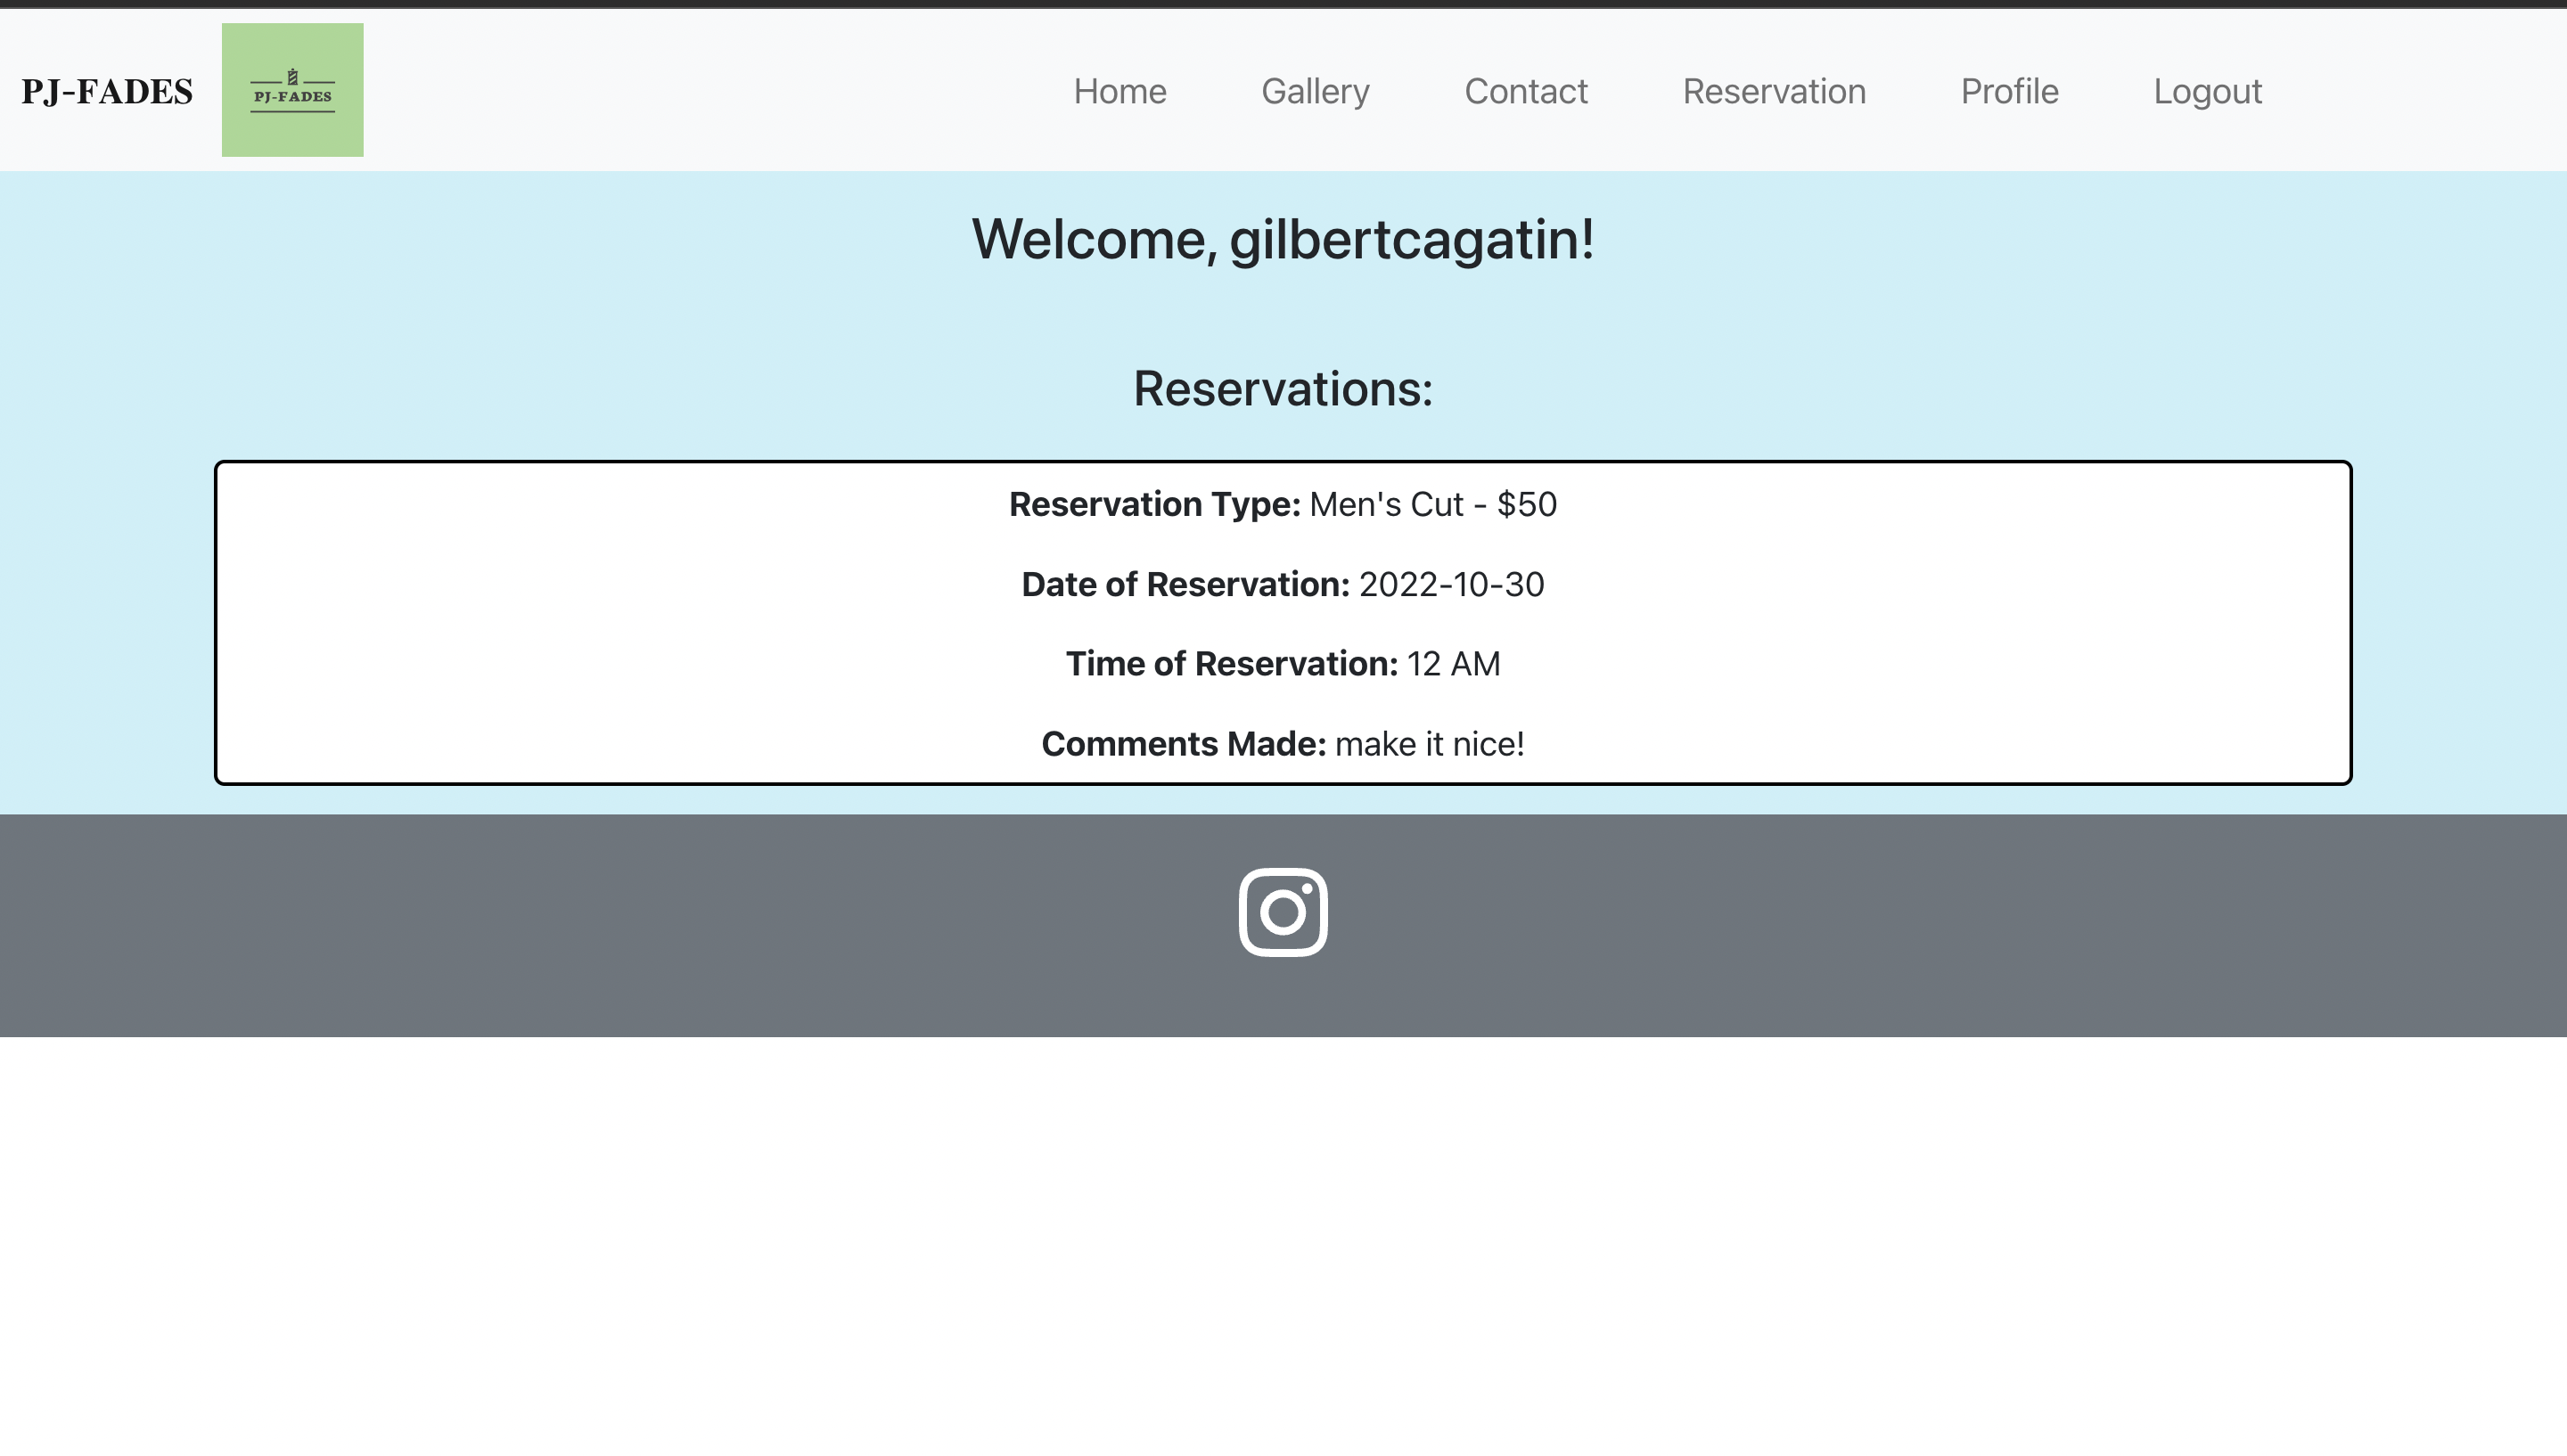 PJ-FADES
PJ-FADES
Home Gallery Contact Reservation Profile Logout
Welcome, gilbertcagatin!
Reservations:
Reservation Type: Men's Cut - $50
Date of Reservation: 2022-10-30
Time of Reservation: 12 AM
Comments Made: make it nice!